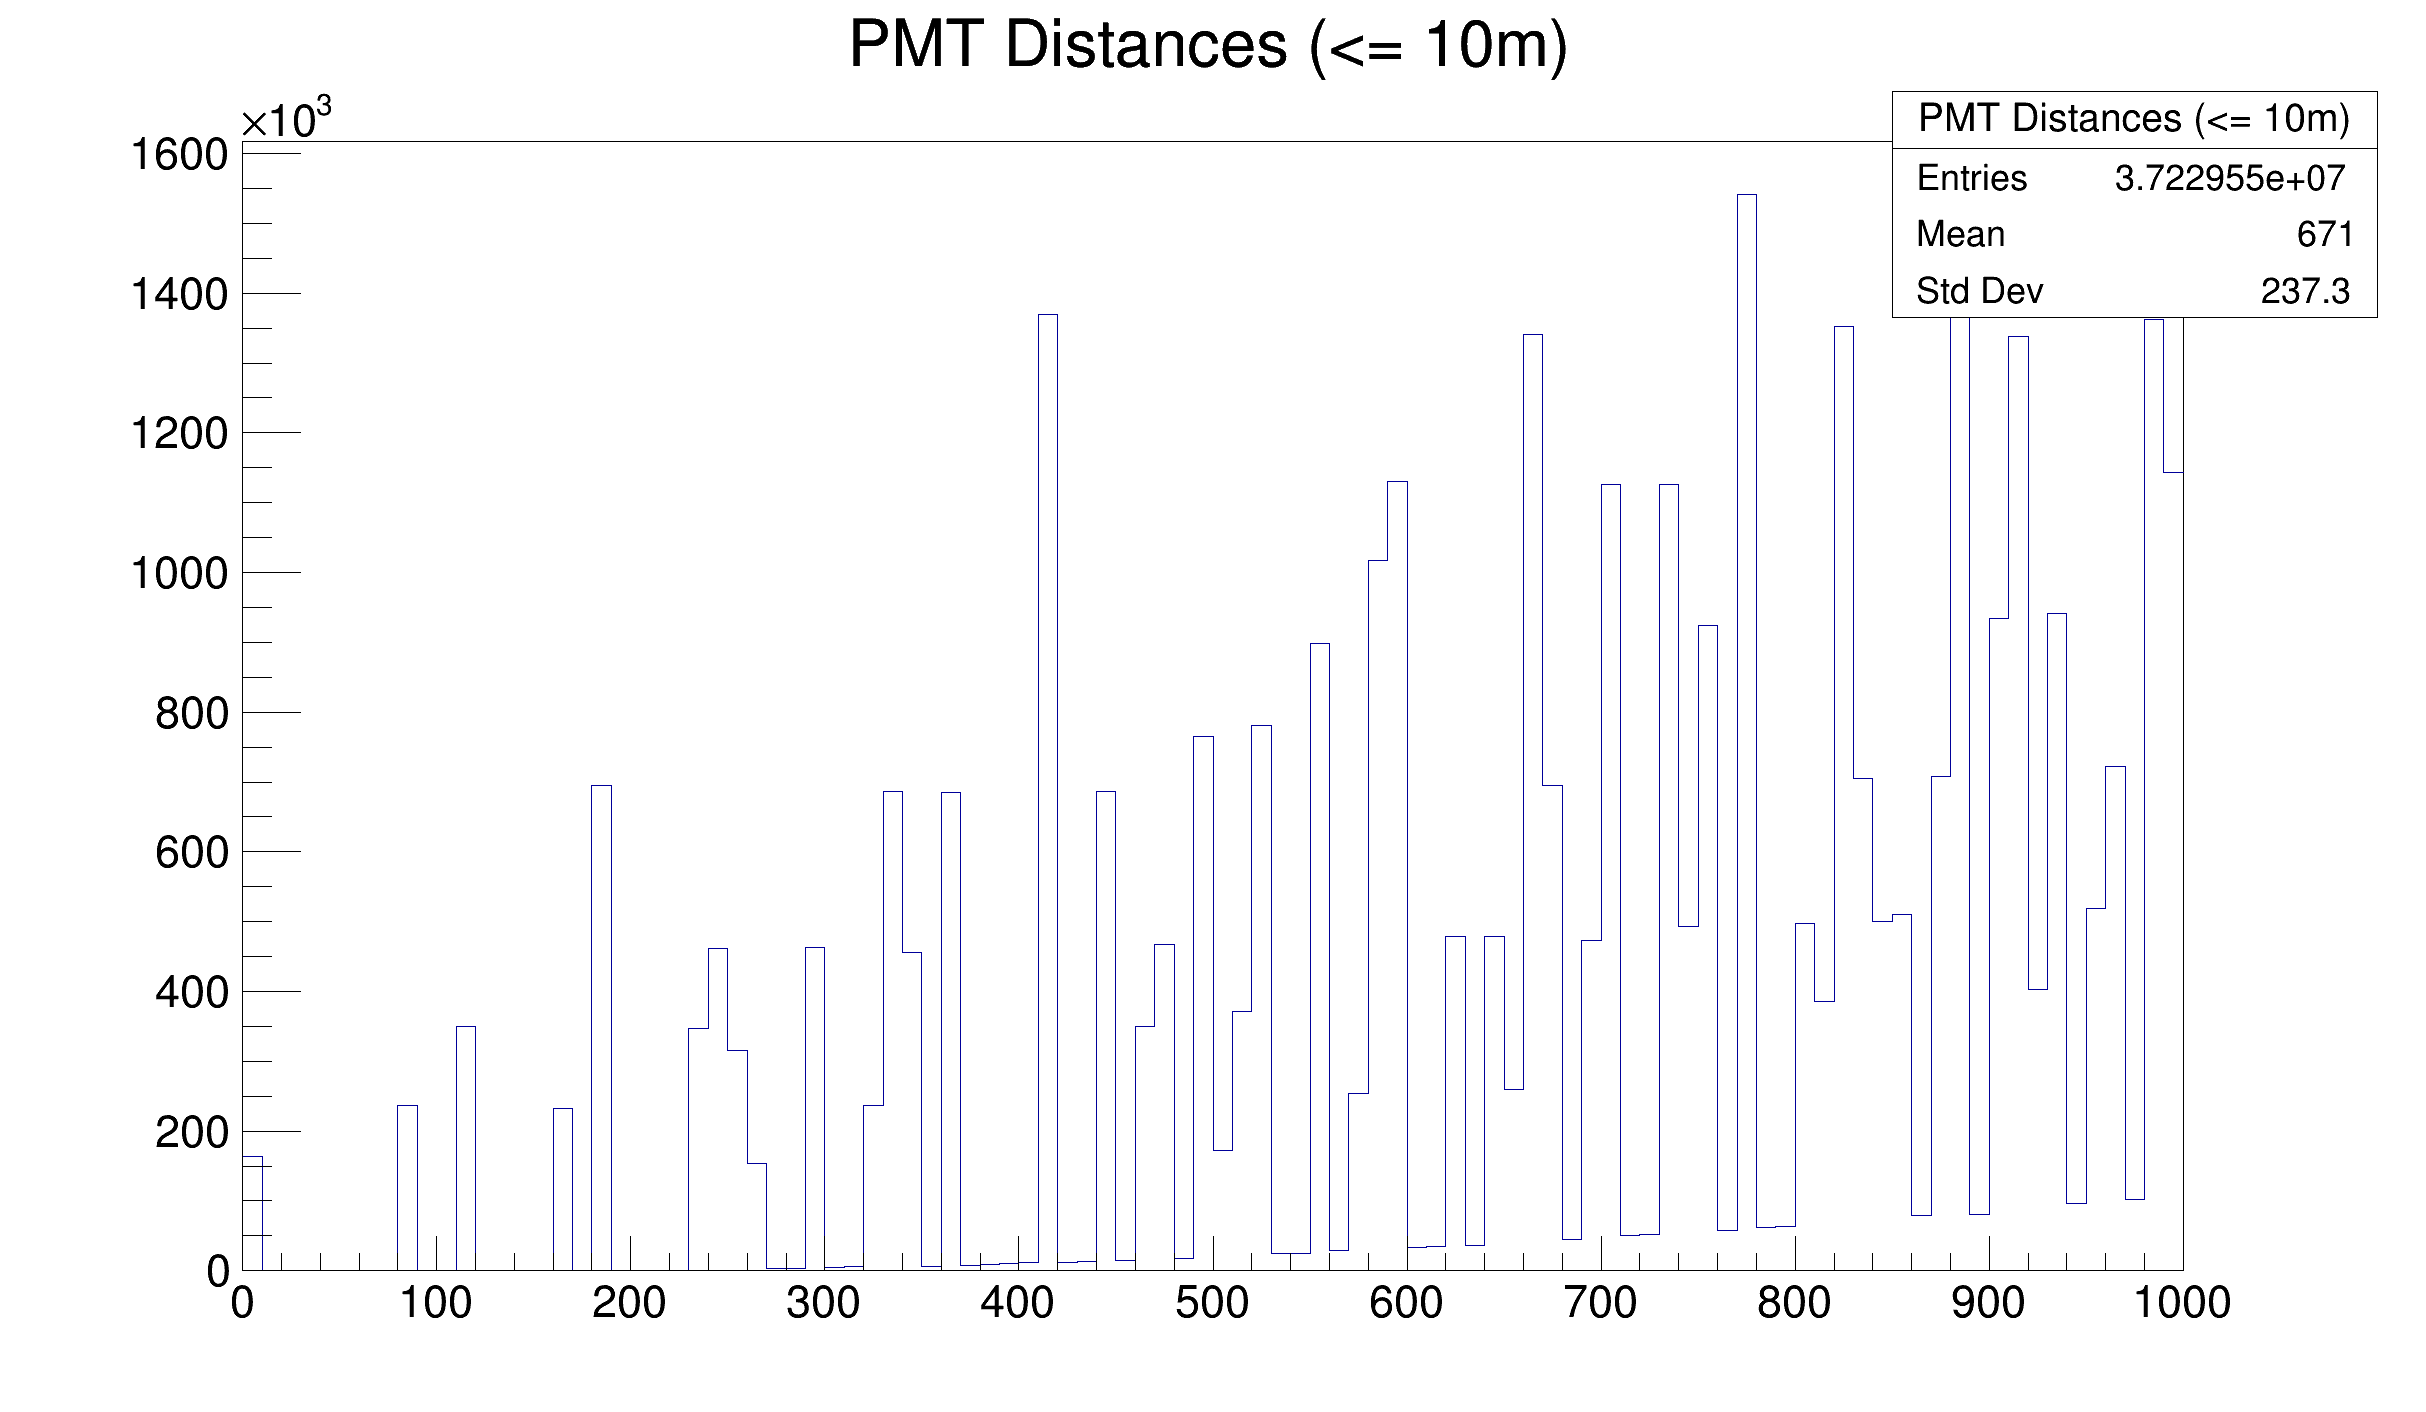 PMT Distances (<= 10m)
×10³
PMT Distances (<= 10m)
Entries 3.722955e+07
Mean 671
Std Dev 237.3
1600
1400
1200
1000
800
600
400
200
0
0 100 200 300 400 500 600 700 800 900 1000